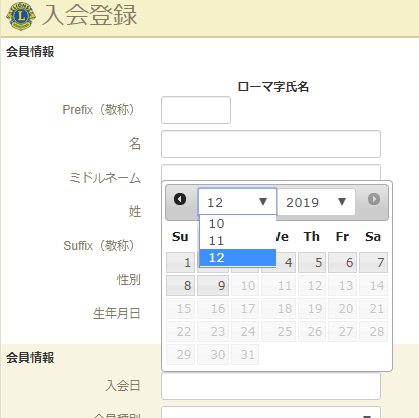 入会登録
会員情報
ローマ字氏名
Prefix（敬称）
名
ミドルネーム
姓
Suffix（敬称）
性別
生年月日
12 2019
10
11
12
Su We Th Fr Sa
1 4 5 6 7
8 9 10 11 12 13 14
15 16 17 18 19 20 21
22 23 24 25 26 27 28
29 30 31
会員情報
入会日
会員種別